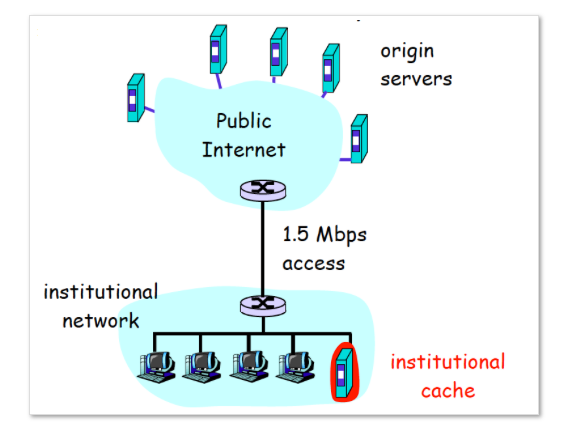 origin
servers
Public
Internet
1.5 Mbps
access
institutional
network
institutional
cache